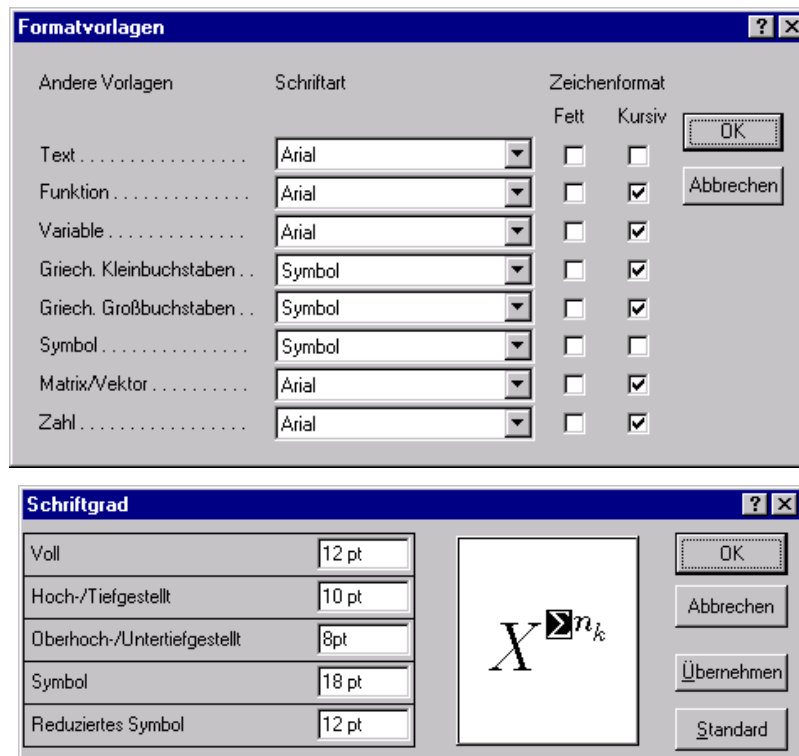 Formatvorlagen
Andere Vorlagen Schriftart Zeichenformat
Fett Kursiv
OK
Text . . . . . . . . . . . . . . . . . Arial
Funktion . . . . . . . . . . . . . . Arial
Abbrechen
Variable . . . . . . . . . . . . . . Arial
Griech. Kleinbuchstaben . . Symbol
Griech. Großbuchstaben . . Symbol
Symbol . . . . . . . . . . . . . . . Symbol
Matrix/Vektor . . . . . . . . . . Arial
Zahl . . . . . . . . . . . . . . . . . Arial
Schriftgrad
Voll 12 pt
Hoch-/Tiefgestellt 10 pt
Oberhoch-/Untertiefgestellt 8pt
Symbol 18 pt
Reduziertes Symbol 12 pt
X Σ n k
OK
Abbrechen
Übernehmen
Standard